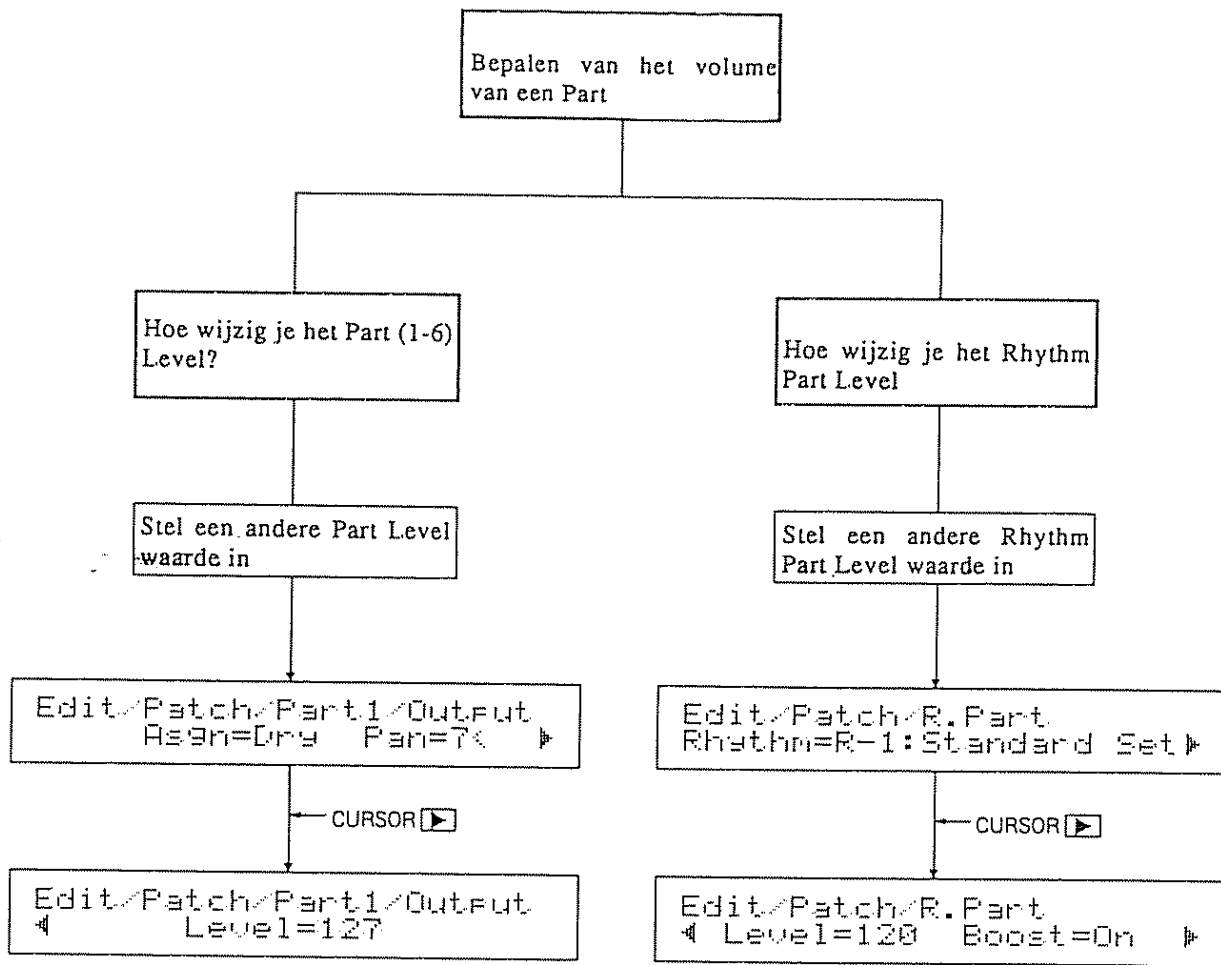 Bepalen van het volume
van een Part
Hoe wijzig je het Part (1-6)
Level?
Stel een andere Part Level
waarde in
Edit/Patch/Part1/Output
Asgn=Dry Pan=7<
CURSOR
Edit/Patch/Part1/Output
Level=127
Hoe wijzig je het Rhythm
Part Level
Stel een andere Rhythm
Part Level waarde in
Edit/Patch/R.Part
Rhythm=R-1:Standard Set
CURSOR
Edit/Patch/R.Part
Level=120 Boost=On